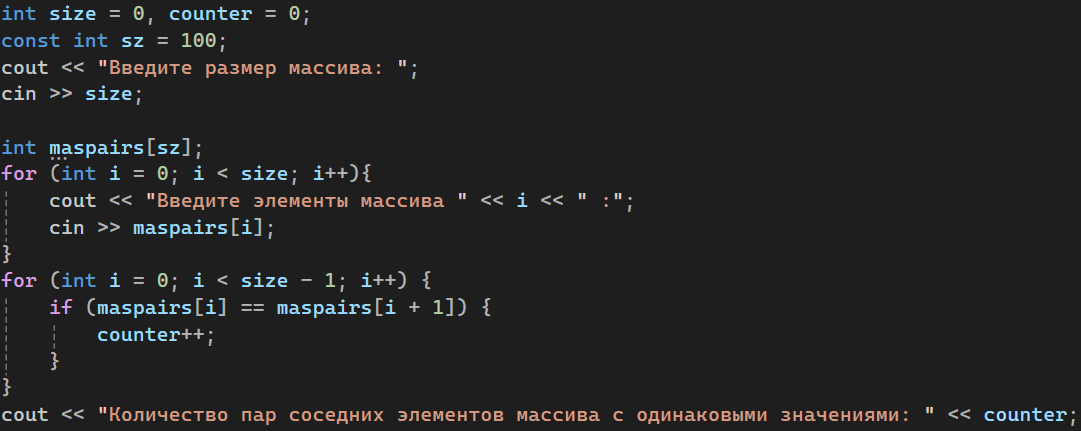 int size = 0, counter = 0;
const int sz = 100;
cout << "Введите размер массива: ";
cin >> size;
int maspairs[sz];
for (int i = 0; i < size; i++){
cout << "Введите элементы массива " << i << " :";
cin >> maspairs[i];
}
for (int i = 0; i < size - 1; i++) {
if (maspairs[i] == maspairs[i + 1]) {
counter++;
}
}
cout << "Количество пар соседних элементов массива с одинаковыми значениями: " << counter;